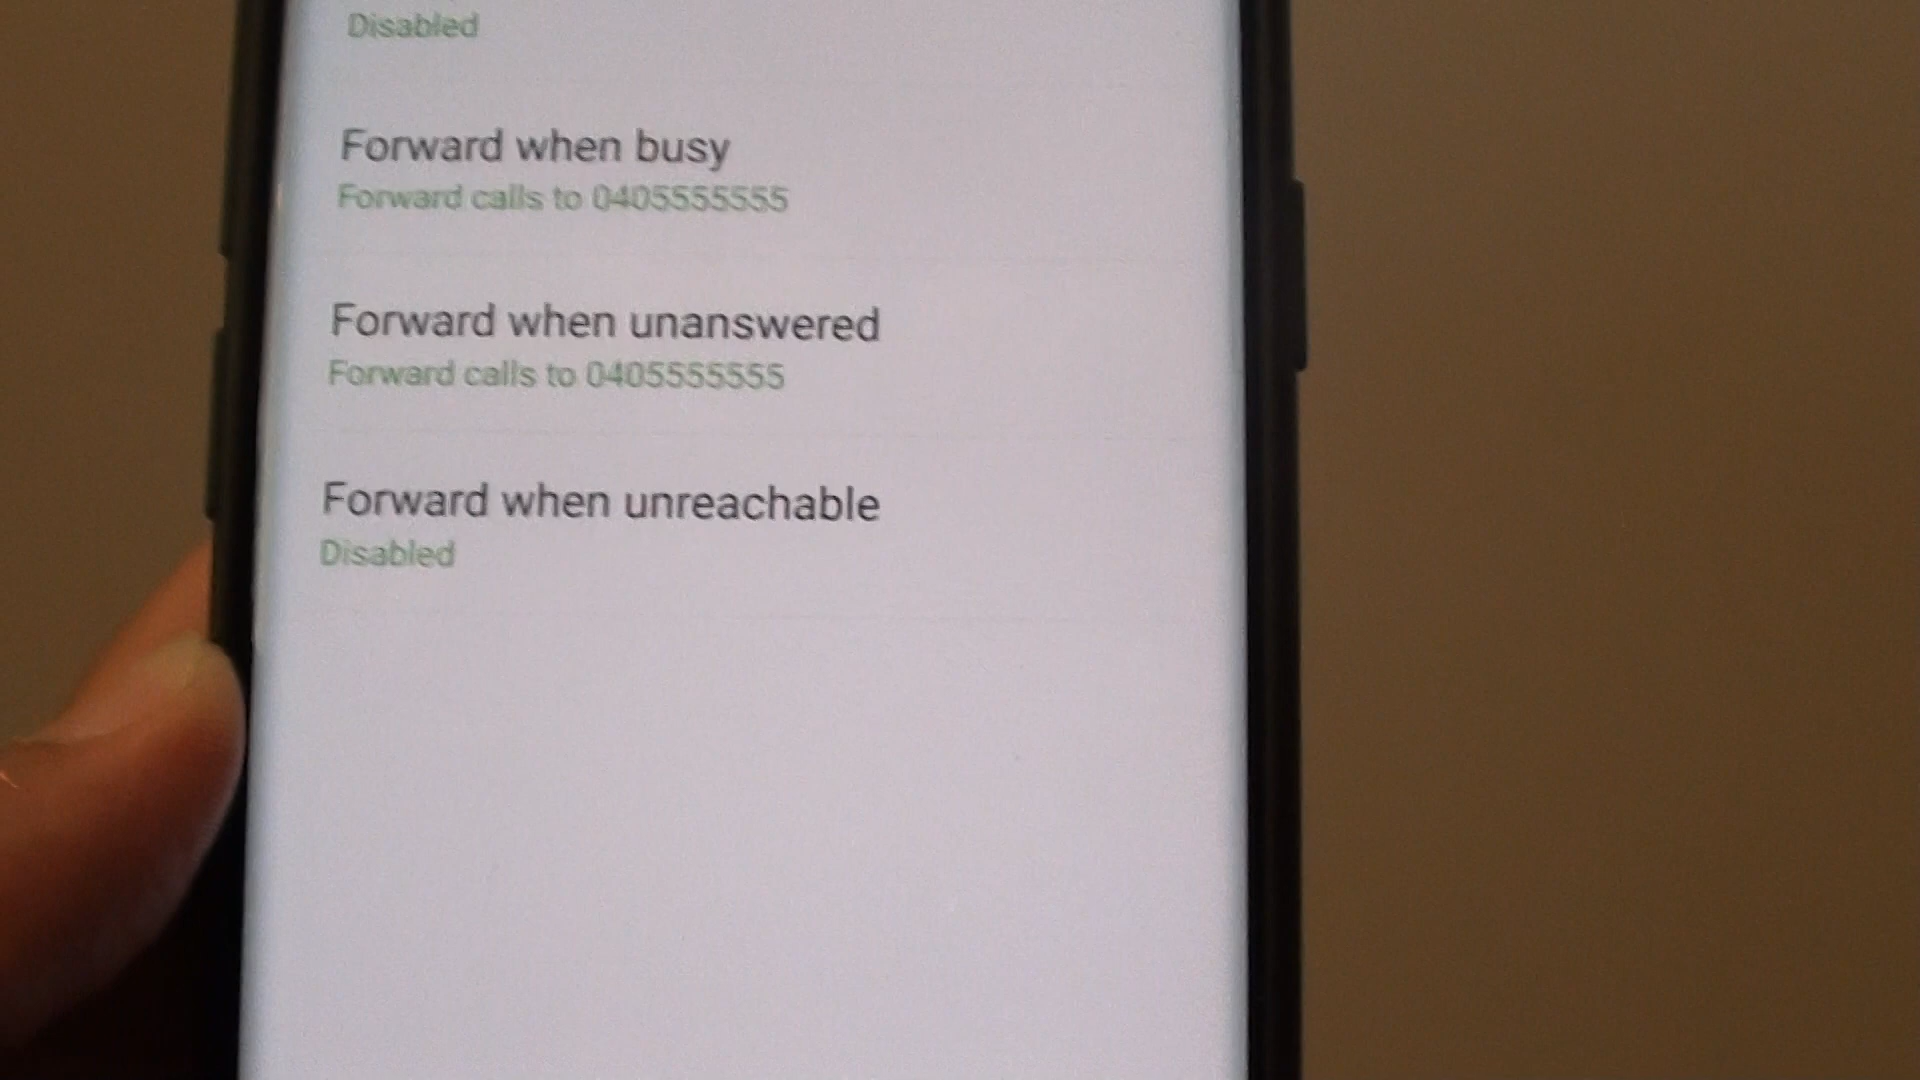 Disabled
Forward when busy
Forward calls to 0405555555
Forward when unanswered
Forward calls to 0405555555
Forward when unreachable
Disabled